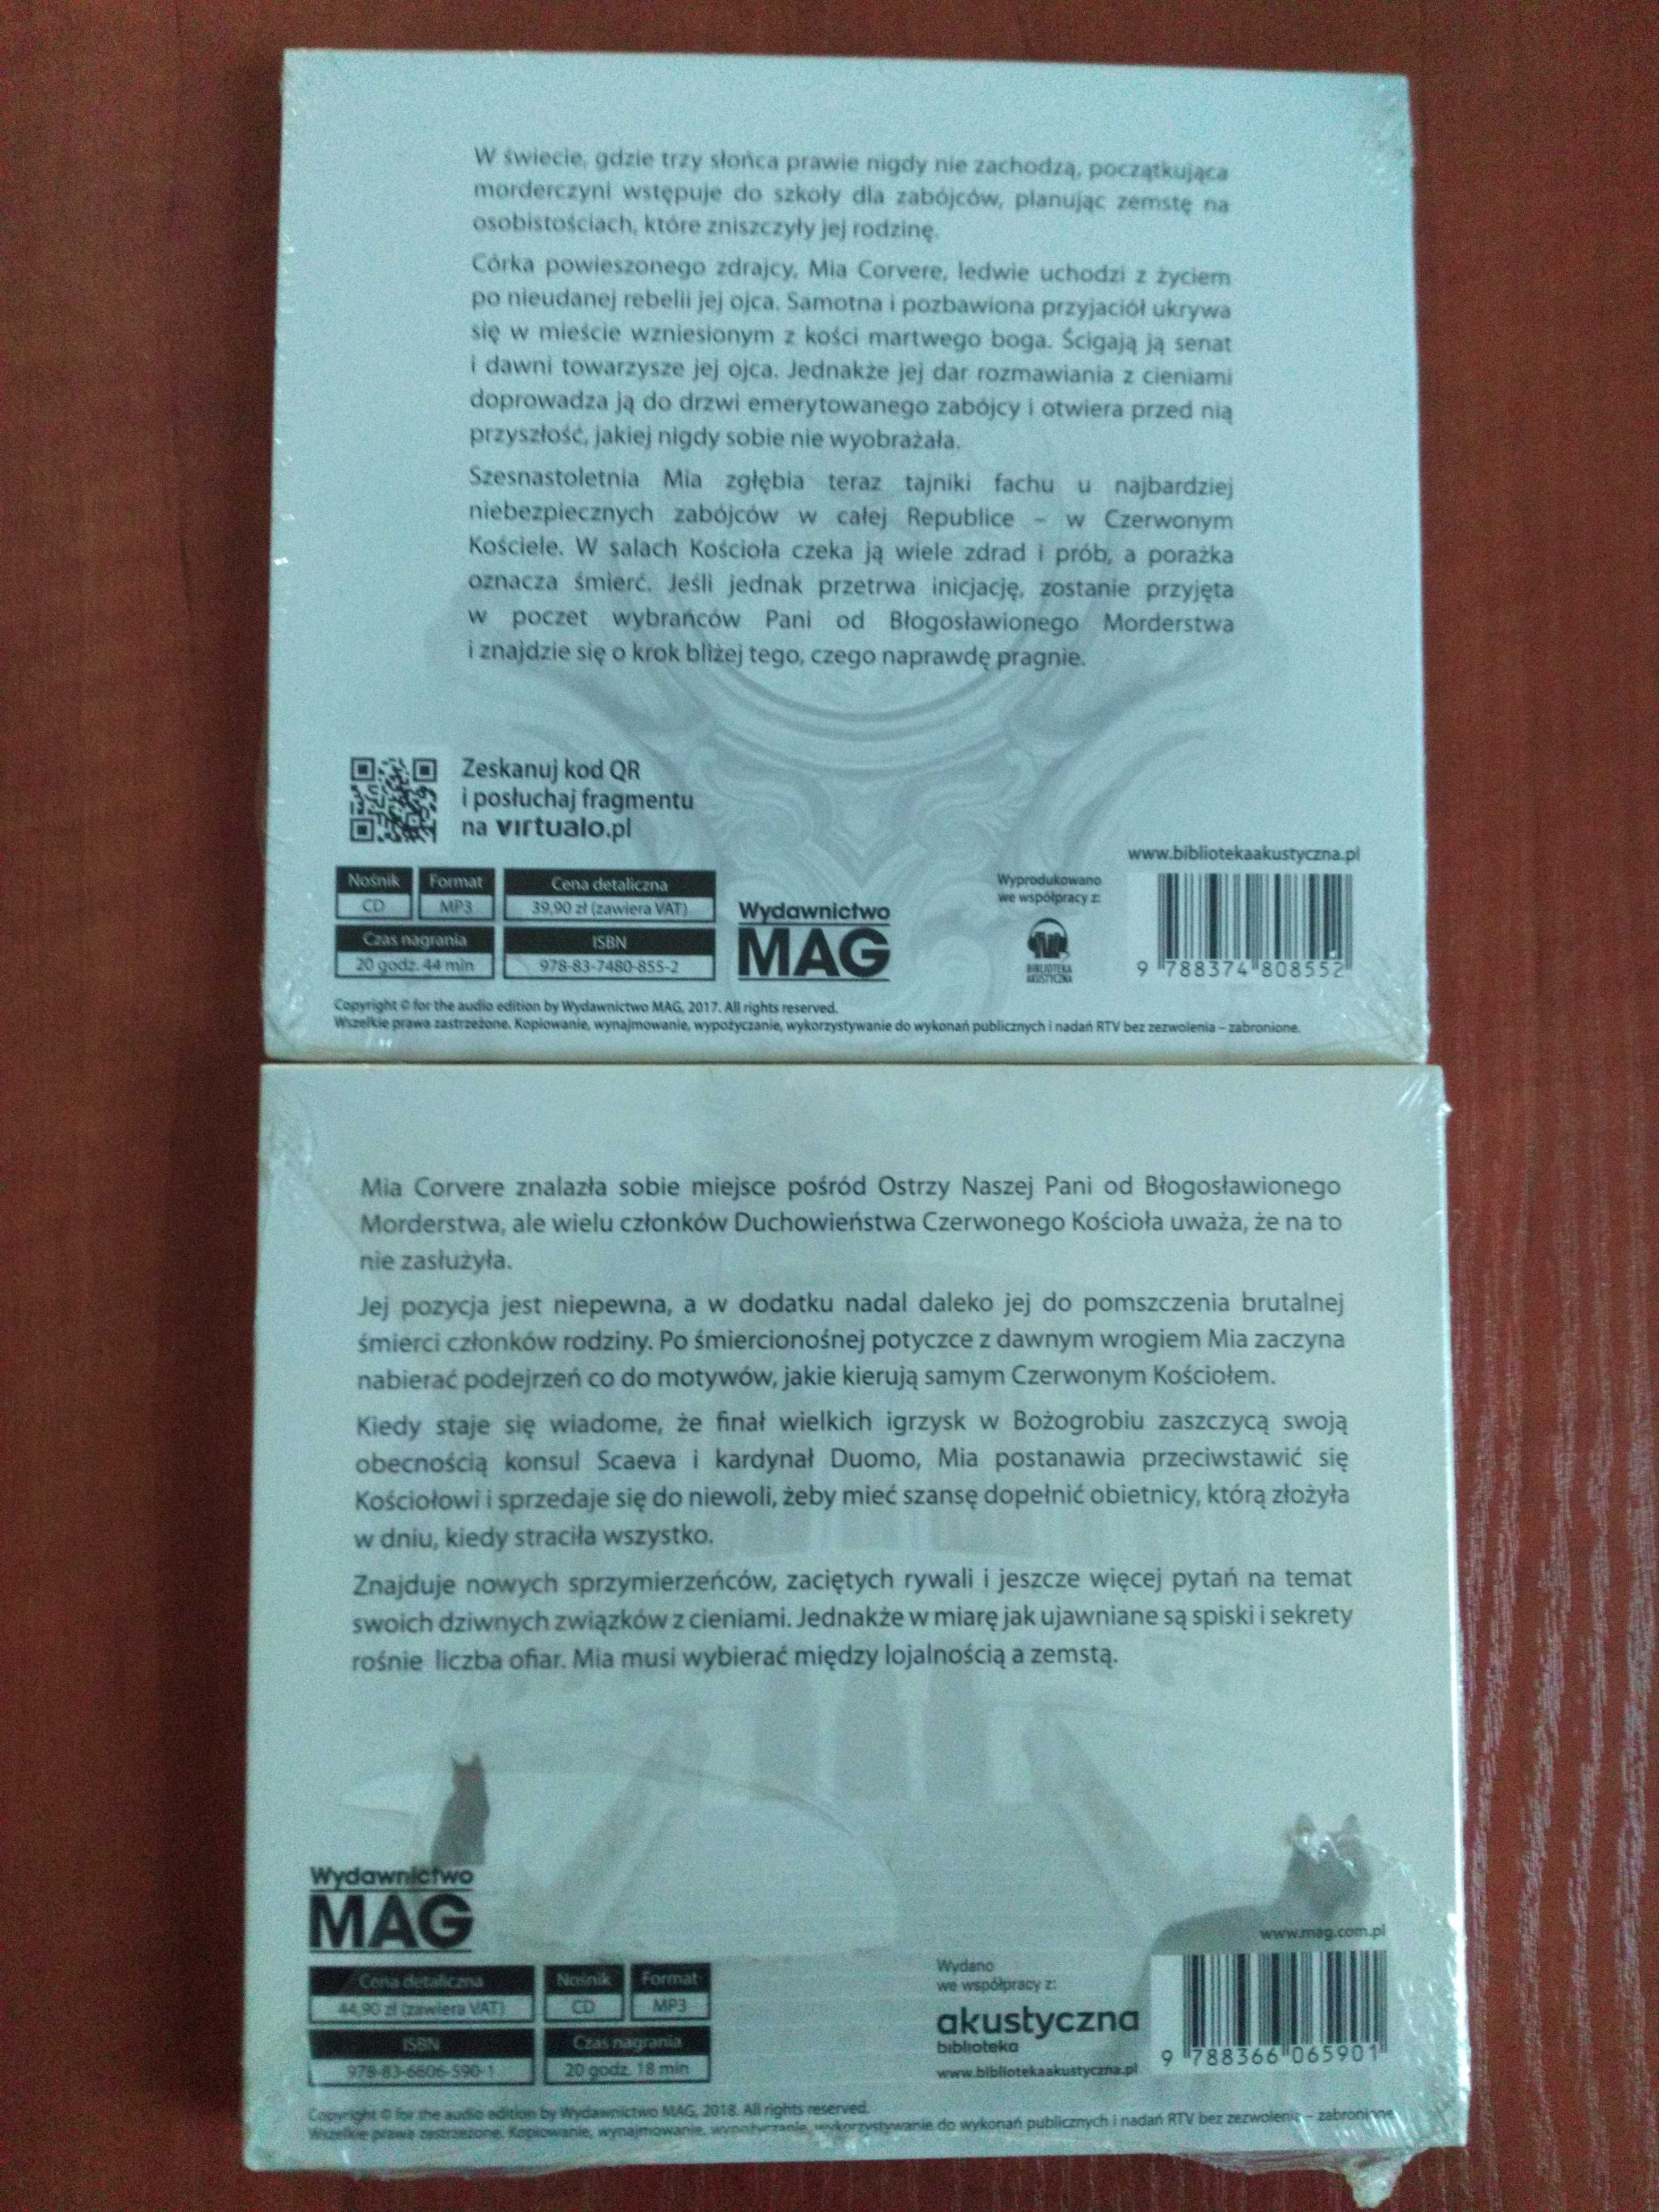 W świecie, gdzie trzy słońca prawie nigdy nie zachodzą, początkująca
morderczyni wstępuje do szkoły dla zabójców, planując zemstę na
osobistościach, które zniszczyły jej rodzinę.
Córka powieszonego zdrajcy, Mia Corvere, ledwie uchodzi z życiem
po nieudanej rebelii jej ojca. Samotna i pozbawiona przyjaciół ukrywa
się w mieście wzniesionym z kości martwego boga. Ścigają ją senat
i dawni towarzysze jej ojca. Jednakże jej dar rozmawiania z cieniami
doprowadza ją do drzwi emerytowanego zabójcy i otwiera przed nią
przyszłość, jakiej nigdy sobie nie wyobrażała.
Szesnastoletnia Mia zgłębia teraz tajniki fachu u najbardziej
niebezpiecznych zabójców w całej Republice – w Czerwonym
Kościele. W salach Kościoła czeka ją wiele zdrad i prób, a porażka
oznacza śmierć. Jeśli jednak przetrwa inicjację, zostanie przyjęta
w poczet wybrańców Pani od Błogosławionego Morderstwa
i znajdzie się o krok bliżej tego, czego naprawdę pragnie.
Zeskanuj kod QR
i posłuchaj fragmentu
na virtualo.pl
www.bibliotekaakustyczna.pl
Nośnik Format Cena detaliczna
CD MP3 39,90 zł (zawiera VAT)
Czas nagrania ISBN
20 godz. 44 min 978-83-7480-855-2
Wydawnictwo
MAG
Wyprodukowano
we współpracy z:
BIBLIOTEKA
AKUSTYCZNA
9 788374 808552
Copyright © for the audio edition by Wydawnictwo MAG, 2017. All rights reserved.
Wszelkie prawa zastrzeżone. Kopiowanie, wynajmowanie, wypożyczanie, wykorzystywanie do wykonań publicznych i nadań RTV bez zezwolenia – zabronione.
Mia Corvere znalazła sobie miejsce pośród Ostrzy Naszej Pani od Błogosławionego
Morderstwa, ale wielu członków Duchowieństwa Czerwonego Kościoła uważa, że na to
nie zasłużyła.
Jej pozycja jest niepewna, a w dodatku nadal daleko jej do pomszczenia brutalnej
śmierci członków rodziny. Po śmiercionośnej potyczce z dawnym wrogiem Mia zaczyna
nabierać podejrzeń co do motywów, jakie kierują samym Czerwonym Kościołem.
Kiedy staje się wiadome, że finał wielkich igrzysk w Bożogrobiu zaszczycą swoją
obecnością konsul Scaeva i kardynał Duomo, Mia postanawia przeciwstawić się
Kościołowi i sprzedaje się do niewoli, żeby mieć szansę dopełnić obietnicy, którą złożyła
w dniu, kiedy straciła wszystko.
Znajduje nowych sprzymierzeńców, zaciętych rywali i jeszcze więcej pytań na temat
swoich dziwnych związków z cieniami. Jednakże w miarę jak ujawniane są spiski i sekrety
rośnie liczba ofiar. Mia musi wybierać między lojalnością a zemstą.
Wydawnictwo
MAG
www.mag.com.pl
Cena detaliczna Nośnik Format
44,90 zł (zawiera VAT) CD MP3
ISBN Czas nagrania
978-83-6606-590-1 20 godz. 18 min
Wydano
we współpracy z:
akustyczna
biblioteka
www.bibliotekaakustyczna.pl
9 788366 065901
Copyright © for the audio edition by Wydawnictwo MAG, 2018. All rights reserved.
Wszelkie prawa zastrzeżone. Kopiowanie, wynajmowanie, wypożyczanie, wykorzystywanie do wykonań publicznych i nadań RTV bez zezwolenia – zabronione